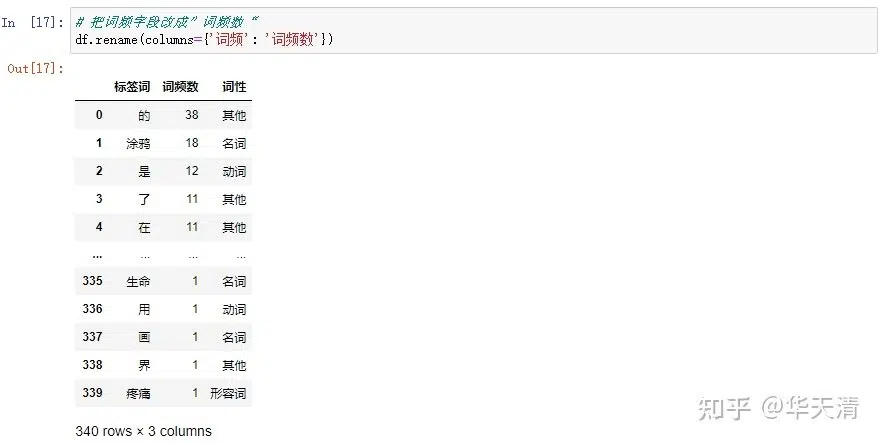 In [17]: # 把词频字段改成”词频数“
df.rename(columns={'词频': '词频数'})
Out[17]:
标签词 词频数 词性
0 的 38 其他
1 涂鸦 18 名词
2 是 12 动词
3 了 11 其他
4 在 11 其他
... ... ... ...
335 生命 1 名词
336 用 1 动词
337 画 1 名词
338 界 1 其他
339 疼痛 1 形容词
340 rows × 3 columns
知乎 @华天清